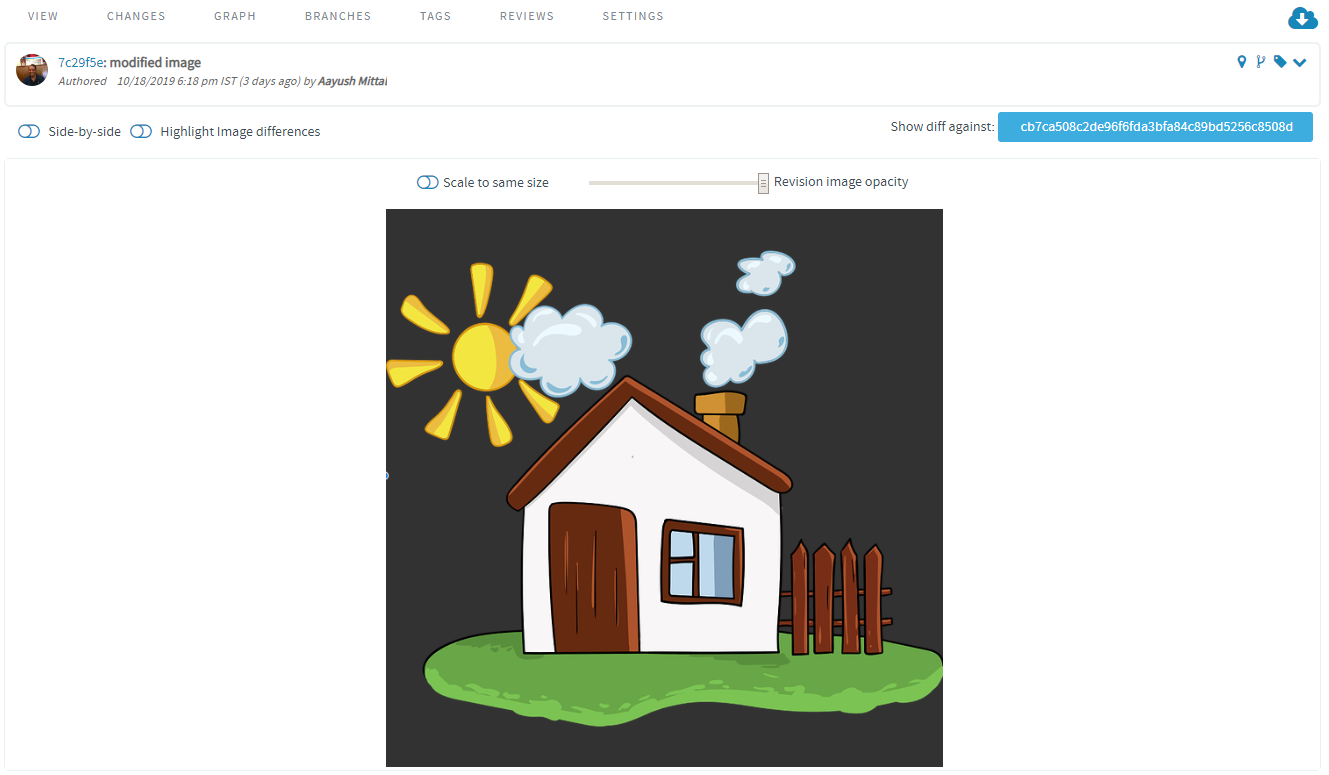 VIEW CHANGES GRAPH BRANCHES TAGS REVIEWS SETTINGS
7c29f5e: modified image
Authored 10/18/2019 6:18 pm IST (3 days ago) by Aayush Mittal
Side-by-side Highlight Image differences
Show diff against: cb7ca508c2de96f6fda3bfa84c89bd5256c8508d
Scale to same size Revision image opacity